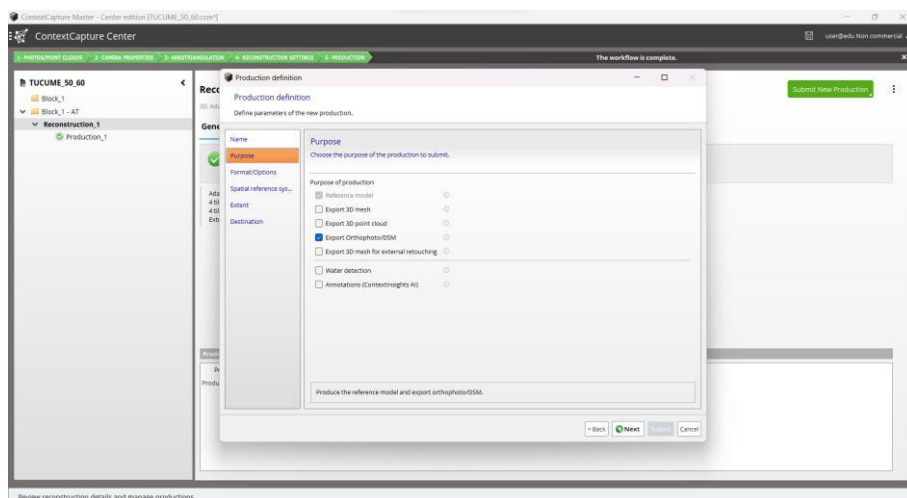 ContextCapture Master - Center edition [TUCUME_50_60.ccm*]
ContextCapture Center
user@edu Non commercial
1- PHOTOS/POINT CLOUDS
2- CAMERA PROPERTIES
3- AEROTRIANGULATION
4- RECONSTRUCTION SETTINGS
5- PRODUCTION
The workflow is complete.
TUCUME_50_60
Block_1
Block_1 - AT
Reconstruction_1
Production_1
Submit New Production
Production definition
Production definition
Define parameters of the new production.
Name
Purpose
Format/Options
Spatial reference sys...
Extent
Destination
Purpose
Choose the purpose of the production to submit.
Purpose of production
Reference model
Export 3D mesh
Export 3D point cloud
Export Orthophoto/DSM
Export 3D mesh for external retouching
Water detection
Annotations (ContextInsights AI)
Produce the reference model and export orthophoto/DSM.
< Back
Next
Submit
Cancel
Review reconstruction details and manage productions.